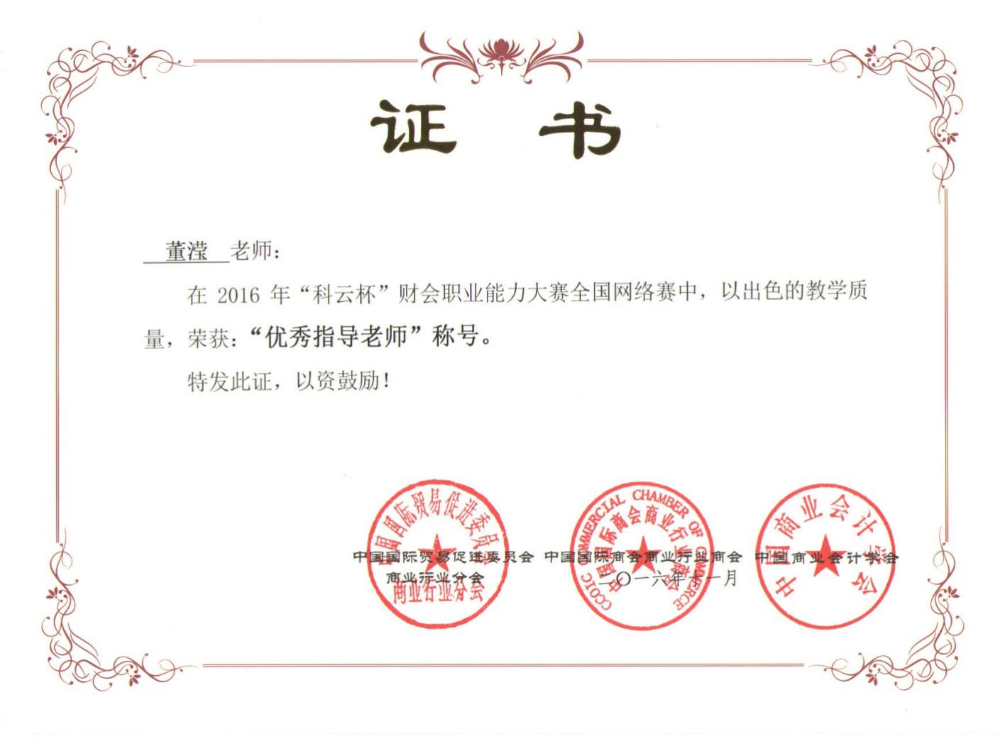 证 书
董滢 老师：
在 2016 年“科云杯”财会职业能力大赛全国网络赛中，以出色的教学质
量，荣获：“优秀指导老师”称号。
特发此证，以资鼓励！
中国国际贸易促进委员会 中国国际商会商业行业商会 中国商业会计学会
商业行业分会
二〇一六年十一月
中国国际贸易促进委员会
商业行业分会
CCOIC COMMERCIAL CHAMBER OF COMMERCE
中国国际商会商业行业商会
中国商业会计学会